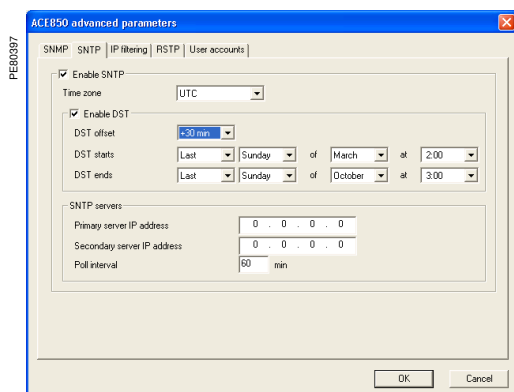 PE80397
ACE850 advanced parameters
SNMP SNTP IP filtering RSTP User accounts
Enable SNTP
Time zone UTC
Enable DST
DST offset +30 min
DST starts Last Sunday of March at 2:00
DST ends Last Sunday of October at 3:00
SNTP servers
Primary server IP address 0 . 0 . 0 . 0
Secondary server IP address 0 . 0 . 0 . 0
Poll interval 60 min
OK Cancel